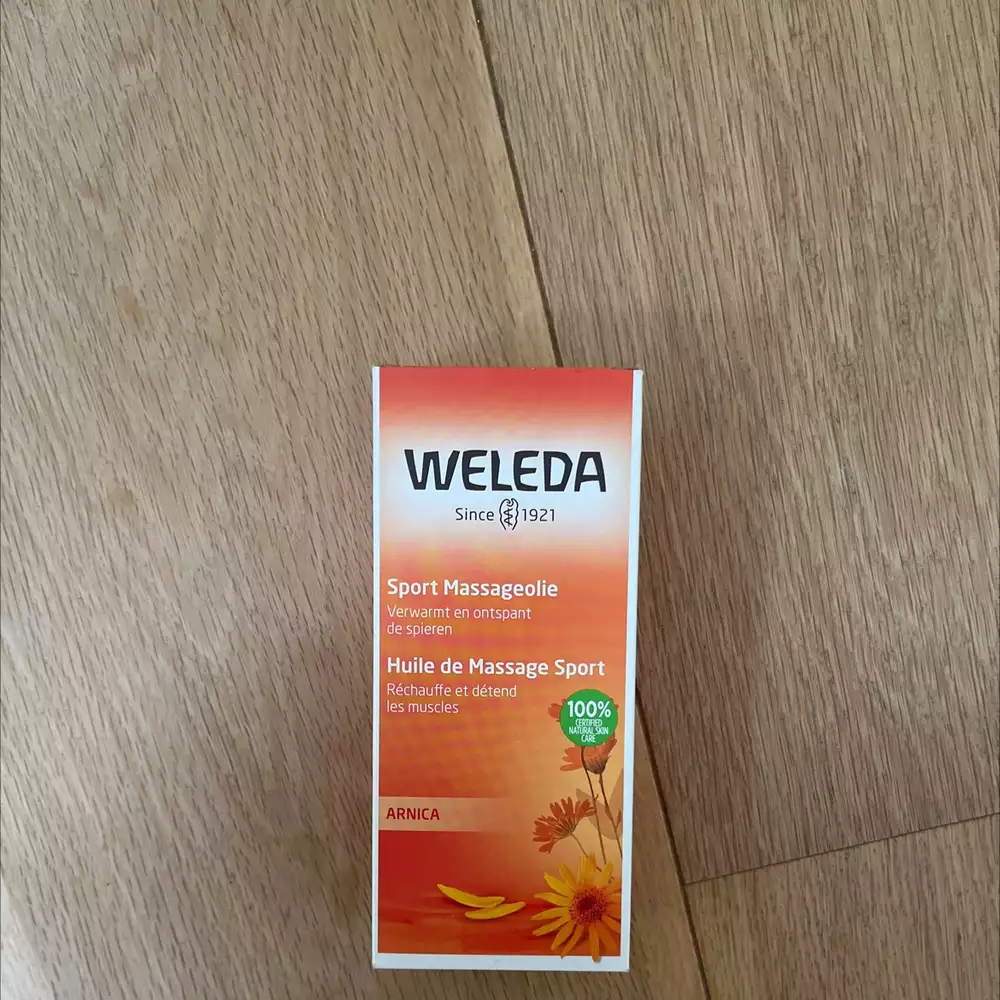 WELEDA
Since 1921
Sport Massageolie
Verwarmt en ontspant
de spieren
Huile de Massage Sport
Réchauffe et détend
les muscles
100%
CERTIFIED
NATURAL SKIN
CARE
ARNICA